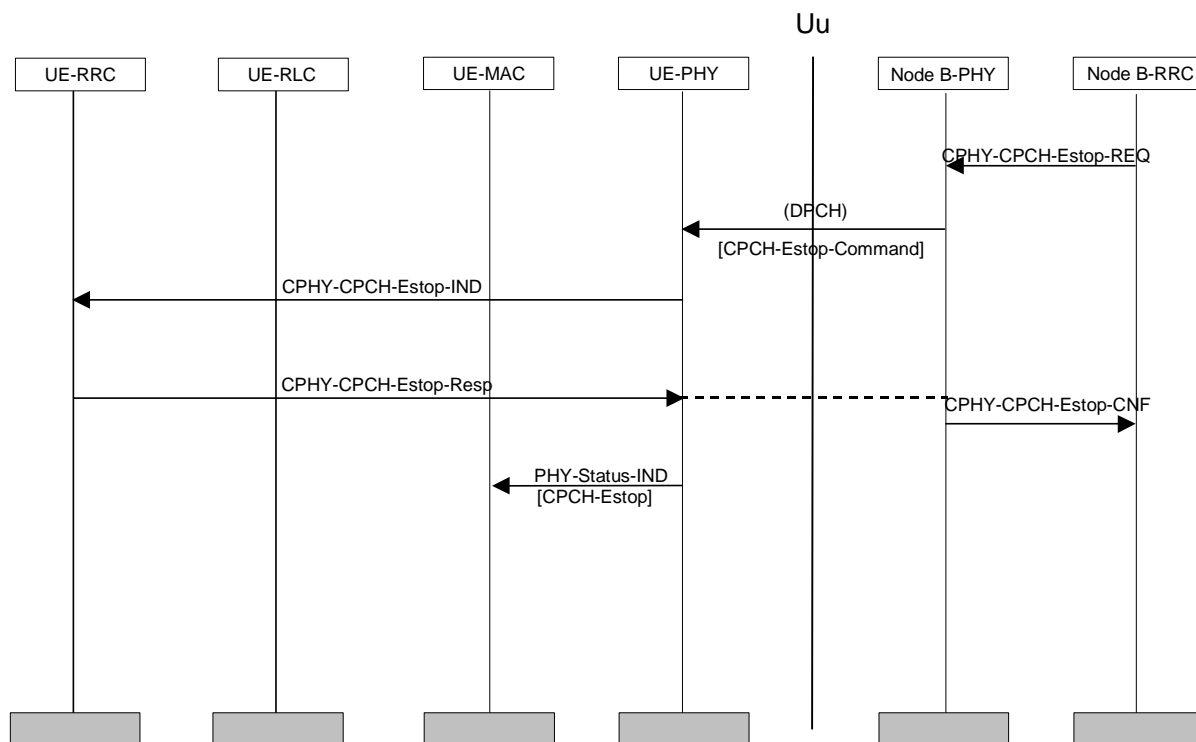 Uu
UE-RRC
UE-RLC
UE-MAC
UE-PHY
Node B-PHY
Node B-RRC
CPHY-CPCH-Estop-REQ
(DPCH)
[CPCH-Estop-Command]
CPHY-CPCH-Estop-IND
CPHY-CPCH-Estop-Resp
CPHY-CPCH-Estop-CNF
PHY-Status-IND
[CPCH-Estop]